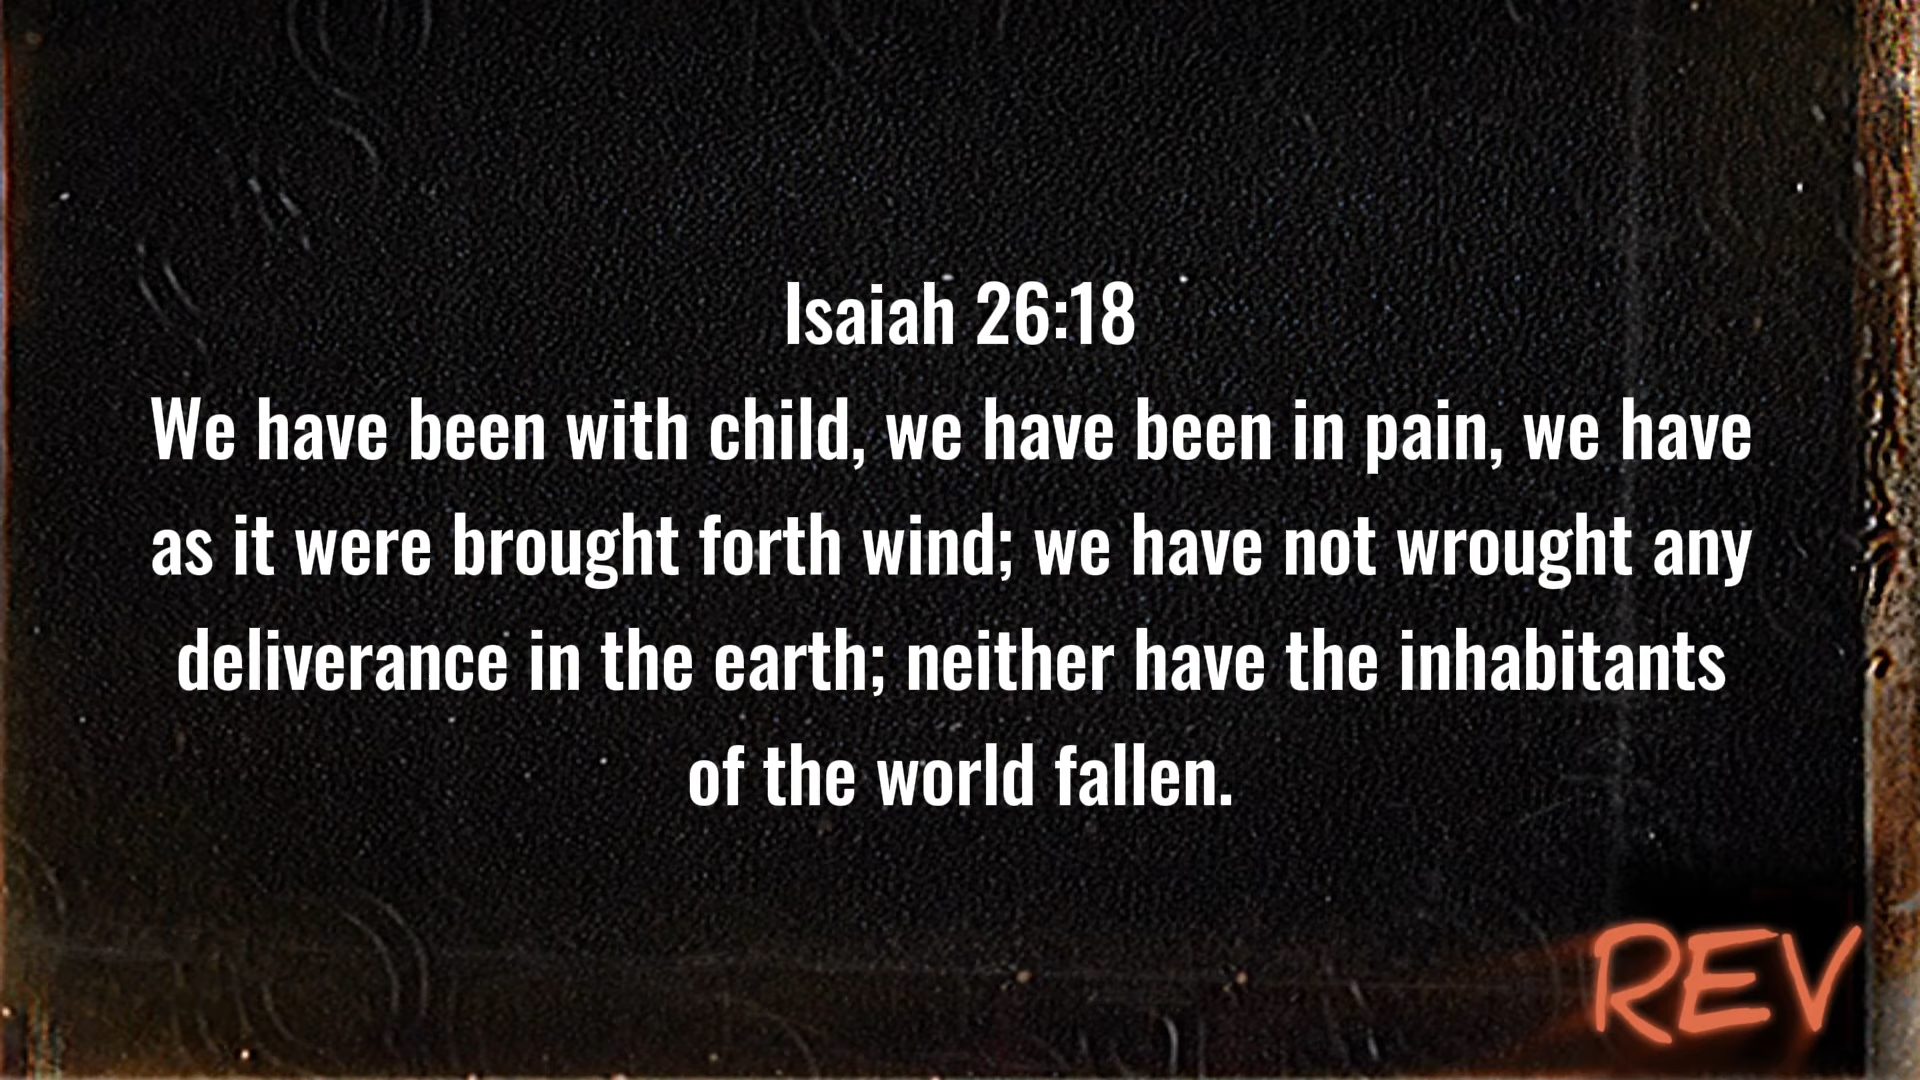 Isaiah 26:18
We have been with child, we have been in pain, we have
as it were brought forth wind; we have not wrought any
deliverance in the earth; neither have the inhabitants
of the world fallen.
REV